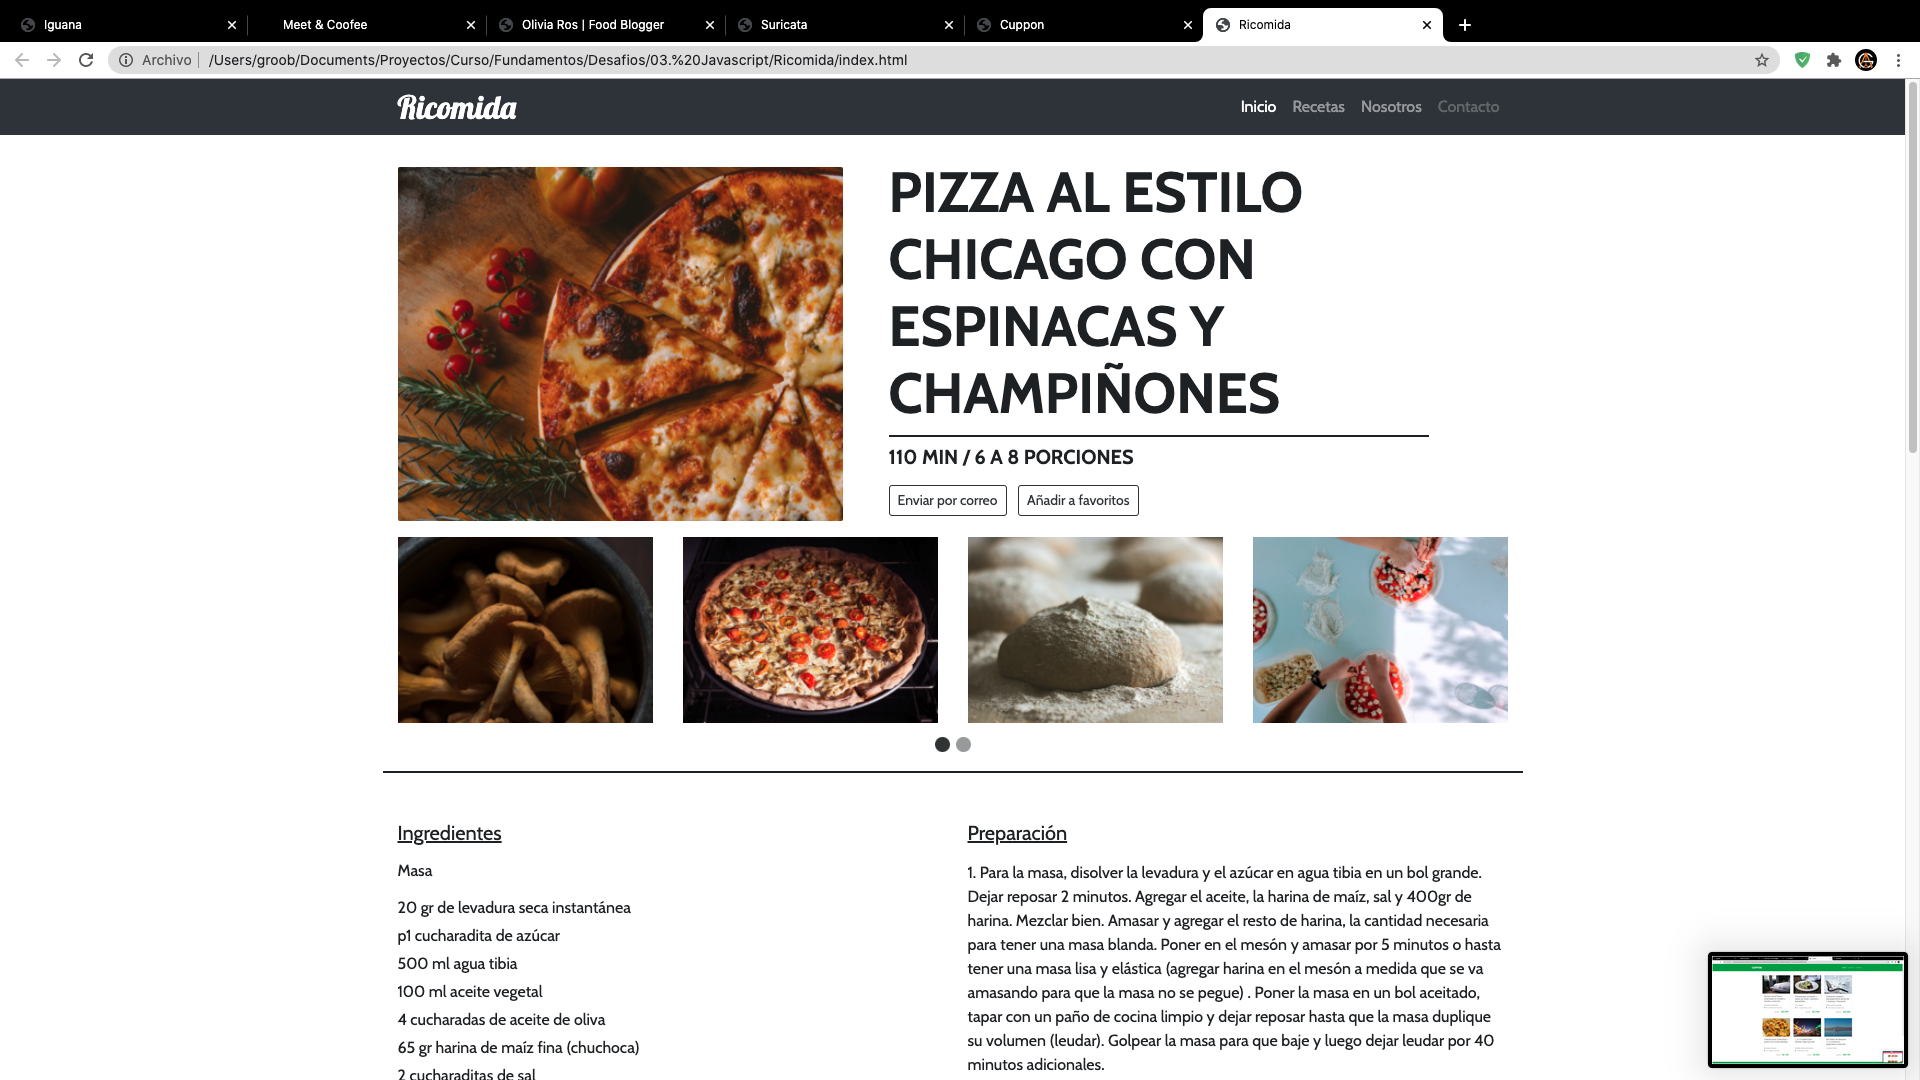 Iguana
Meet & Coofee
Olivia Ros | Food Blogger
Suricata
Cuppon
Ricomida
Archivo
/Users/groob/Documents/Proyectos/Curso/Fundamentos/Desafios/03.%20Javascript/Ricomida/index.html
Ricomida
Inicio
Recetas
Nosotros
Contacto
PIZZA AL ESTILO
CHICAGO CON
ESPINACAS Y
CHAMPIÑONES
110 MIN / 6 A 8 PORCIONES
Enviar por correo
Añadir a favoritos
Ingredientes
Masa
20 gr de levadura seca instantánea
p1 cucharadita de azúcar
500 ml agua tibia
100 ml aceite vegetal
4 cucharadas de aceite de oliva
65 gr harina de maíz fina (chuchoca)
2 cucharaditas de sal
Preparación
1. Para la masa, disolver la levadura y el azúcar en agua tibia en un bol grande.
Dejar reposar 2 minutos. Agregar el aceite, la harina de maíz, sal y 400gr de
harina. Mezclar bien. Amasar y agregar el resto de harina, la cantidad necesaria
para tener una masa blanda. Poner en el mesón y amasar por 5 minutos o hasta
tener una masa lisa y elástica (agregar harina en el mesón a medida que se va
amasando para que la masa no se pegue) . Poner la masa en un bol aceitado,
tapar con un paño de cocina limpio y dejar reposar hasta que la masa duplique
su volumen (leudar). Golpear la masa para que baje y luego dejar leudar por 40
minutos adicionales.